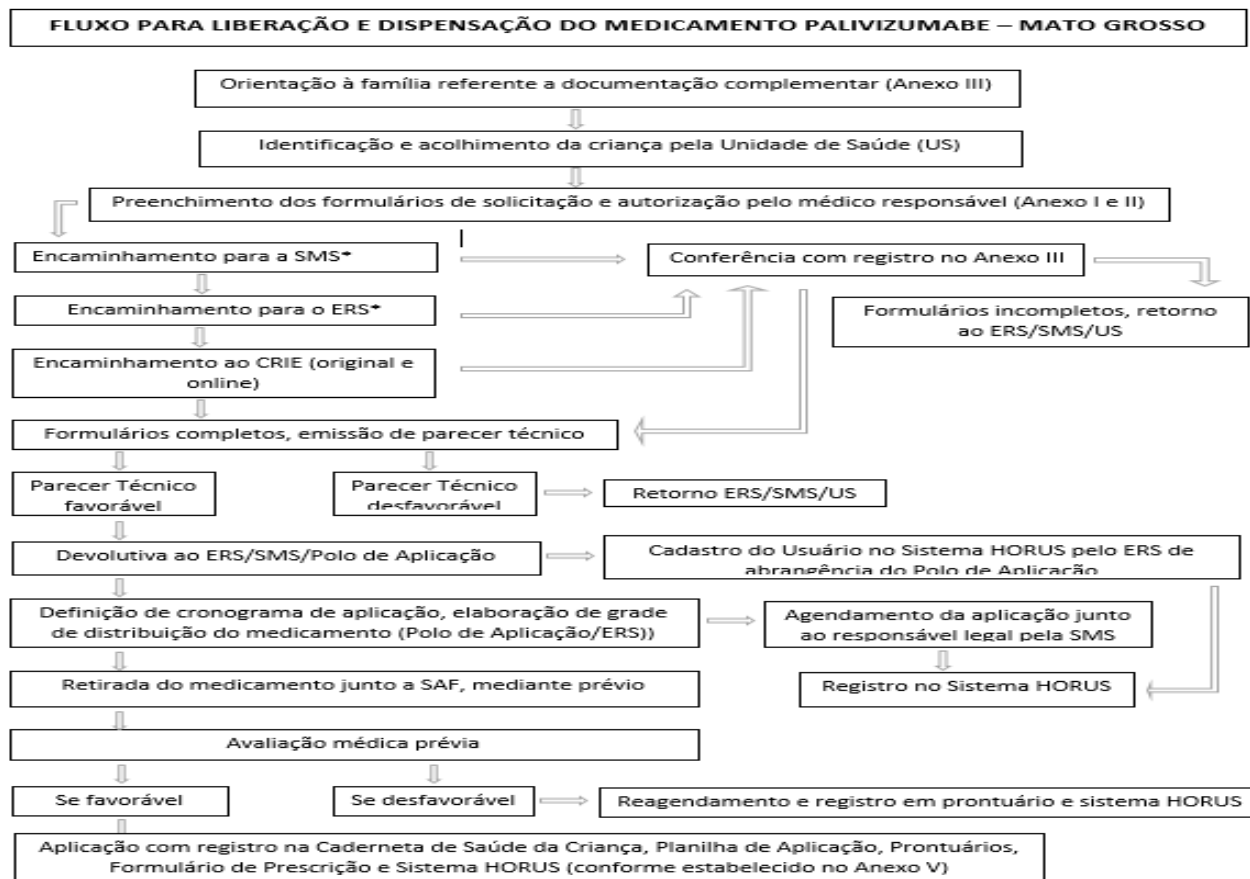 FLUXO PARA LIBERAÇÃO E DISPENSAÇÃO DO MEDICAMENTO PALIVIZUMABE – MATO GROSSO
Orientação à família referente a documentação complementar (Anexo III)
Identificação e acolhimento da criança pela Unidade de Saúde (US)
Preenchimento dos formulários de solicitação e autorização pelo médico responsável (Anexo I e II)
Encaminhamento para a SMS*
Conferência com registro no Anexo III
Encaminhamento para o ERS*
Formulários incompletos, retorno
ao ERS/SMS/US
Encaminhamento ao CRIE (original e
online)
Formulários completos, emissão de parecer técnico
Parecer Técnico
favorável
Parecer Técnico
desfavorável
Retorno ERS/SMS/US
Devolutiva ao ERS/SMS/Polo de Aplicação
Cadastro do Usuário no Sistema HORUS pelo ERS de
abrangência do Polo de Aplicação
Definição de cronograma de aplicação, elaboração de grade
de distribuição do medicamento (Polo de Aplicação/ERS))
Agendamento da aplicação junto
ao responsável legal pela SMS
Retirada do medicamento junto a SAF, mediante prévio
Registro no Sistema HORUS
Avaliação médica prévia
Se favorável
Se desfavorável
Reagendamento e registro em prontuário e sistema HORUS
Aplicação com registro na Caderneta de Saúde da Criança, Planilha de Aplicação, Prontuários,
Formulário de Prescrição e Sistema HORUS (conforme estabelecido no Anexo V)